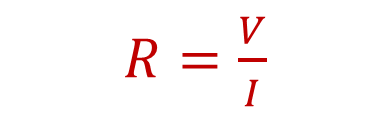 R = V/I